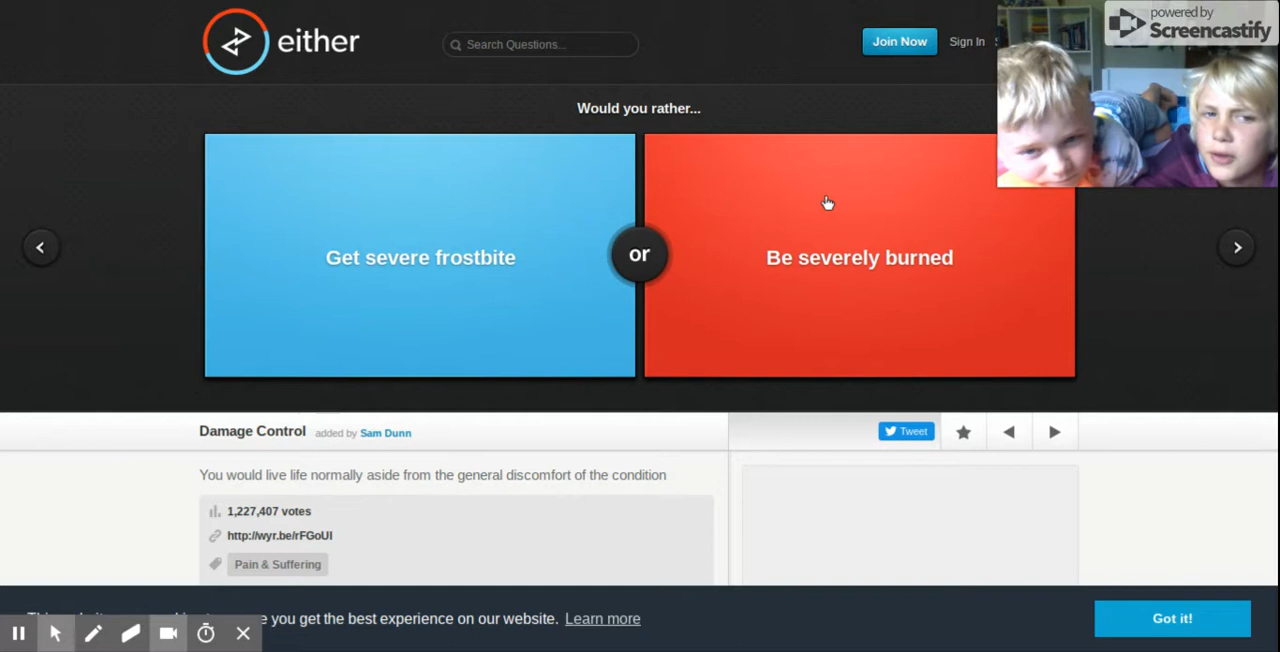 either
Search Questions...
Join Now
Sign In
powered by
Screencastify
Would you rather...
Get severe frostbite
or
Be severely burned
Damage Control
added by Sam Dunn
Tweet
You would live life normally aside from the general discomfort of the condition
1,227,407 votes
http://wyr.be/rFGoUI
Pain & Suffering
you get the best experience on our website. Learn more
Got it!